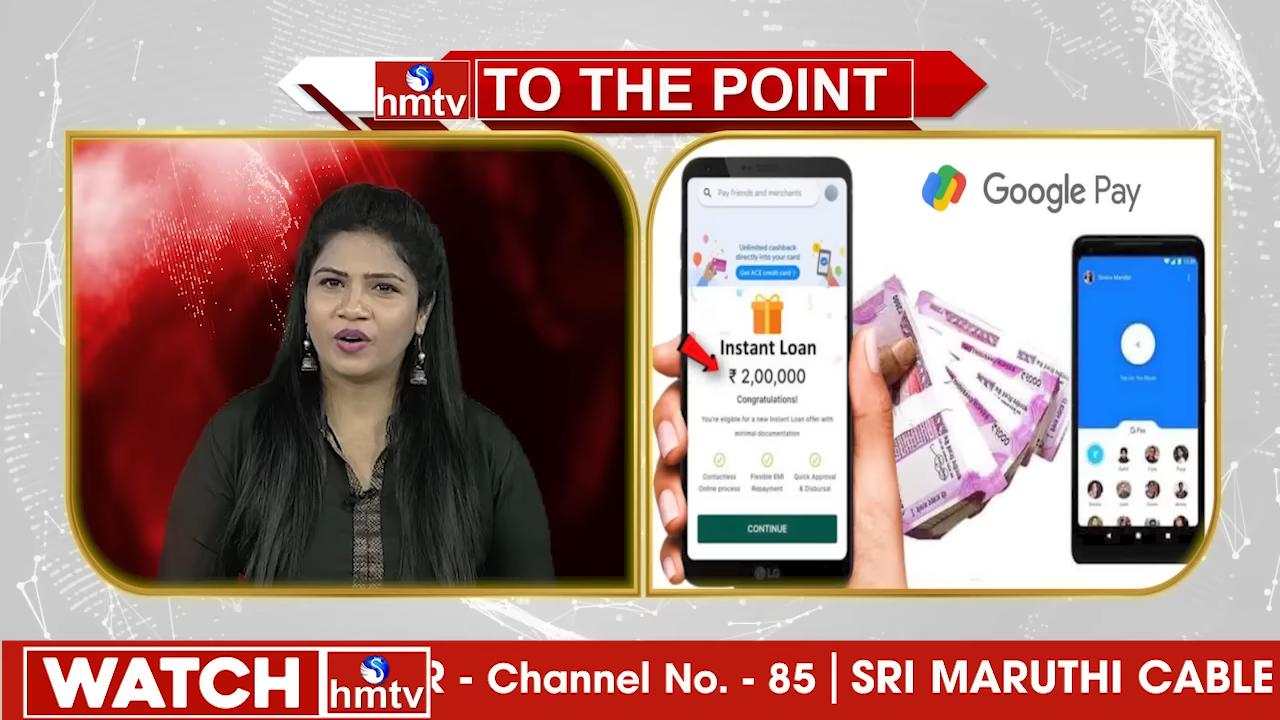 hmtv TO THE POINT
Pay friends and merchants
Unlimited cashback
directly into your card
Get ACE credit card >
Instant Loan
₹ 2,00,000
Congratulations!
You're eligible for a new Instant Loan offer with
minimal documentation
Contactless
Online process
Flexible EMI
Repayment
Quick Approval
& Disbursal
CONTINUE
LG
Google Pay
G Pay
WATCH hmtv R - Channel No. - 85 | SRI MARUTHI CABLE